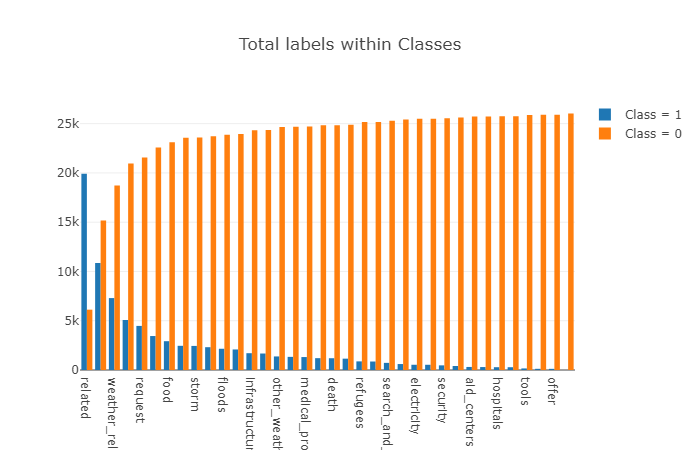 Total labels within Classes
Class = 1
Class = 0
25k
20k
15k
10k
5k
0
related
weather_rel
request
food
storm
floods
infrastructur
other_weath
medical_pro
death
refugees
search_and_
electricity
security
aid_centers
hospitals
tools
offer